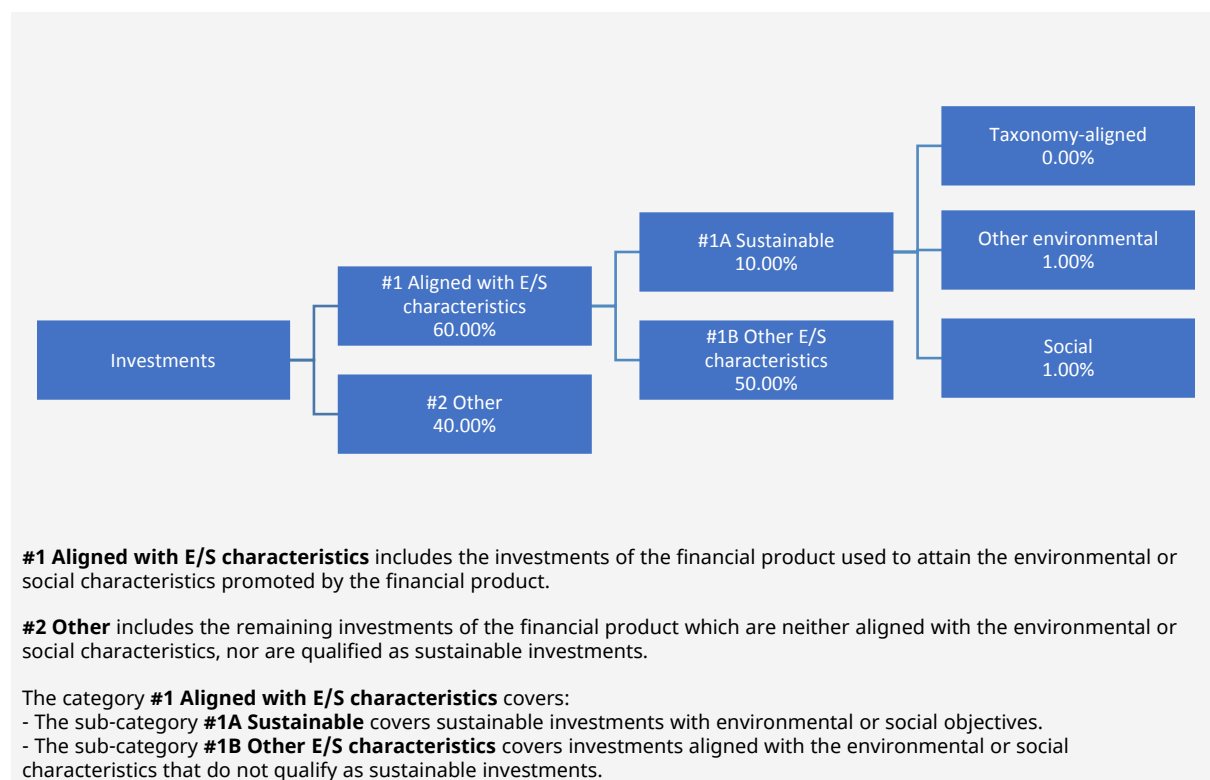 Investments
#1 Aligned with E/S
characteristics
60.00%
#2 Other
40.00%
#1A Sustainable
10.00%
#1B Other E/S
characteristics
50.00%
Taxonomy-aligned
0.00%
Other environmental
1.00%
Social
1.00%
#1 Aligned with E/S characteristics includes the investments of the financial product used to attain the environmental or
social characteristics promoted by the financial product.
#2 Other includes the remaining investments of the financial product which are neither aligned with the environmental or
social characteristics, nor are qualified as sustainable investments.
The category #1 Aligned with E/S characteristics covers:
- The sub-category #1A Sustainable covers sustainable investments with environmental or social objectives.
- The sub-category #1B Other E/S characteristics covers investments aligned with the environmental or social
characteristics that do not qualify as sustainable investments.